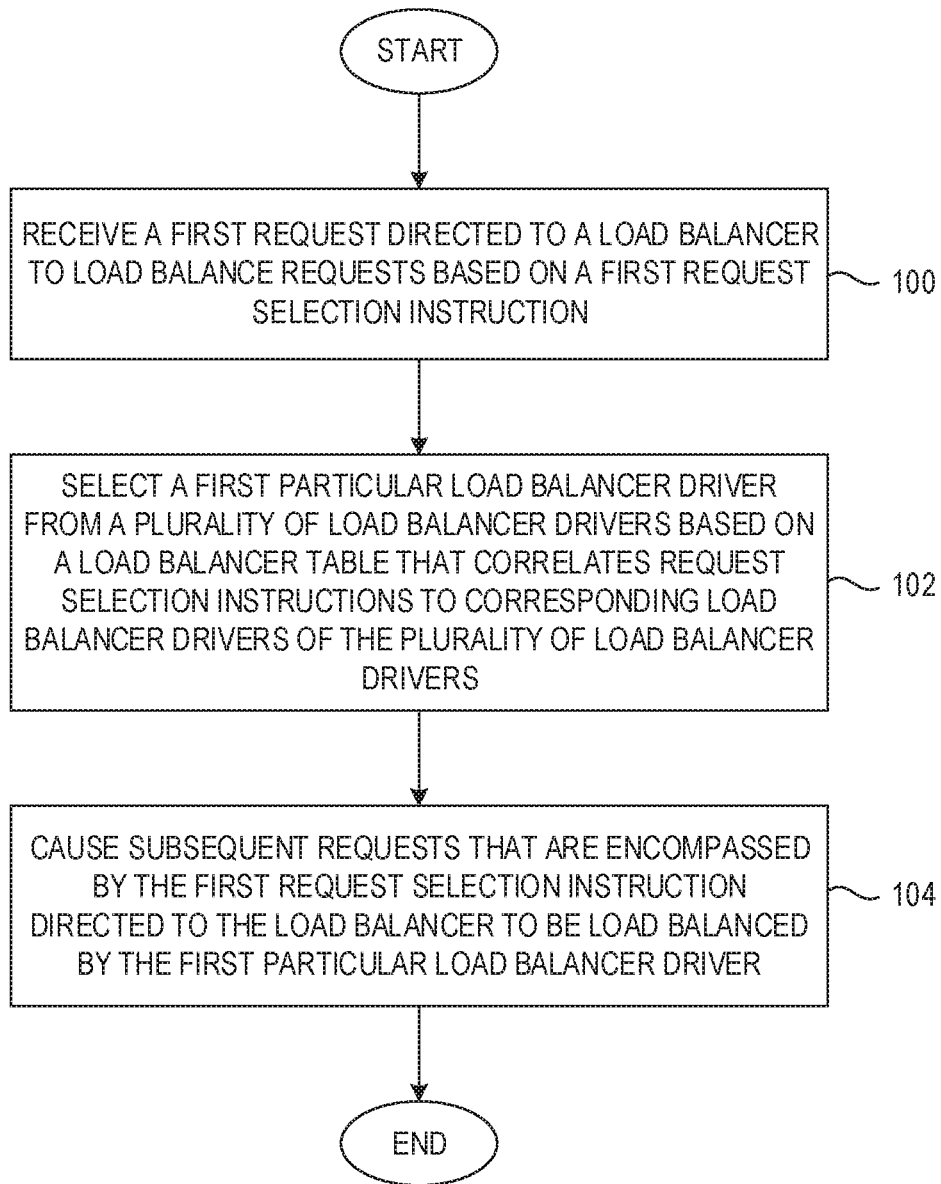 START
RECEIVE A FIRST REQUEST DIRECTED TO A LOAD BALANCER
TO LOAD BALANCE REQUESTS BASED ON A FIRST REQUEST
SELECTION INSTRUCTION
100
SELECT A FIRST PARTICULAR LOAD BALANCER DRIVER
FROM A PLURALITY OF LOAD BALANCER DRIVERS BASED ON
A LOAD BALANCER TABLE THAT CORRELATES REQUEST
SELECTION INSTRUCTIONS TO CORRESPONDING LOAD
BALANCER DRIVERS OF THE PLURALITY OF LOAD BALANCER
DRIVERS
102
CAUSE SUBSEQUENT REQUESTS THAT ARE ENCOMPASSED
BY THE FIRST REQUEST SELECTION INSTRUCTION
DIRECTED TO THE LOAD BALANCER TO BE LOAD BALANCED
BY THE FIRST PARTICULAR LOAD BALANCER DRIVER
104
END